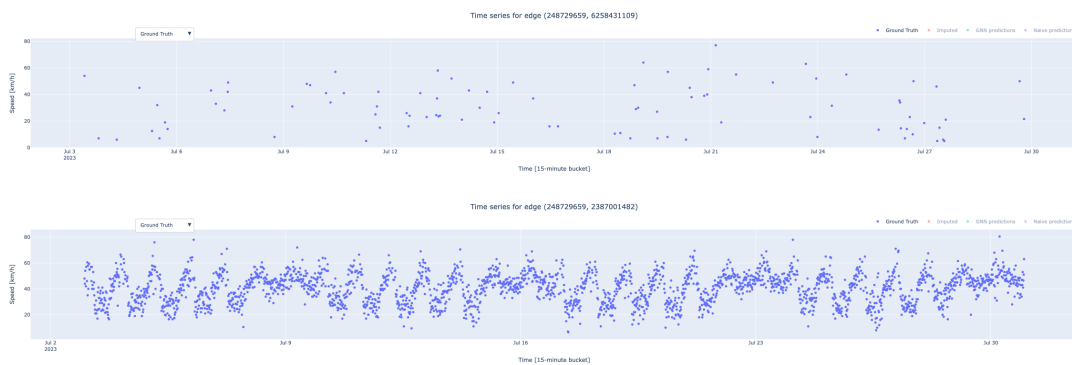 Time series for edge (248729659, 6258431109)
Ground Truth ▼
Ground Truth Imputed GNN predictions Naive prediction
Speed [km/h]
80
60
40
20
0
Jul 3 Jul 6 Jul 9 Jul 12 Jul 15 Jul 18 Jul 21 Jul 24 Jul 27 Jul 30
2023
Time [15-minute bucket]
Time series for edge (248729659, 2387001482)
Ground Truth ▼
Ground Truth Imputed GNN predictions Naive prediction
Speed [km/h]
80
60
40
20
Jul 2 Jul 9 Jul 16 Jul 23 Jul 30
2023
Time [15-minute bucket]